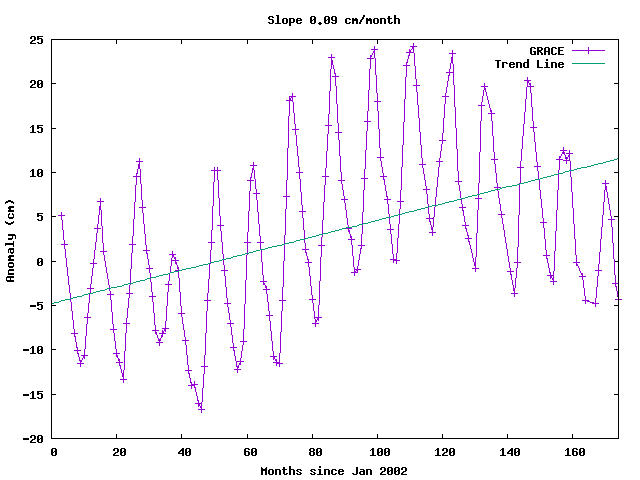 Slope 0.09 cm/month
GRACE
Trend Line
25
20
15
10
5
0
-5
-10
-15
-20
Anomaly (cm)
0 20 40 60 80 100 120 140 160
Months since Jan 2002